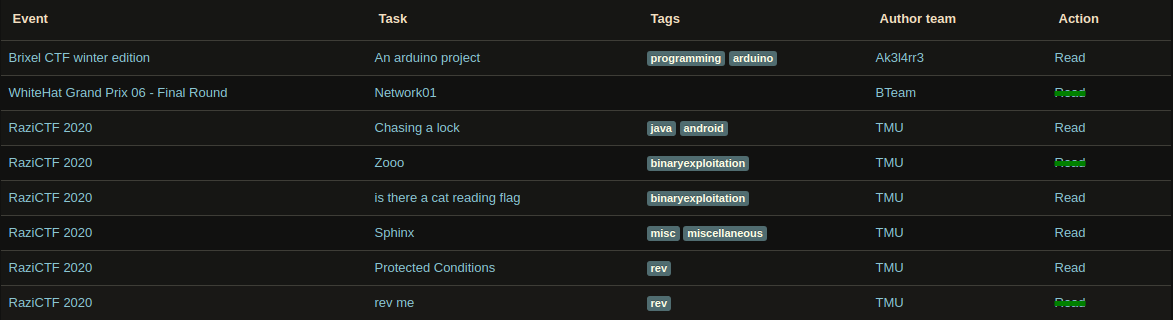 Event Task Tags Author team Action
Brixel CTF winter edition An arduino project programming arduino Ak3l4rr3 Read
WhiteHat Grand Prix 06 - Final Round Network01 BTeam Read
RaziCTF 2020 Chasing a lock java android TMU Read
RaziCTF 2020 Zooo binaryexploitation TMU Read
RaziCTF 2020 is there a cat reading flag binaryexploitation TMU Read
RaziCTF 2020 Sphinx misc miscellaneous TMU Read
RaziCTF 2020 Protected Conditions rev TMU Read
RaziCTF 2020 rev me rev TMU Read